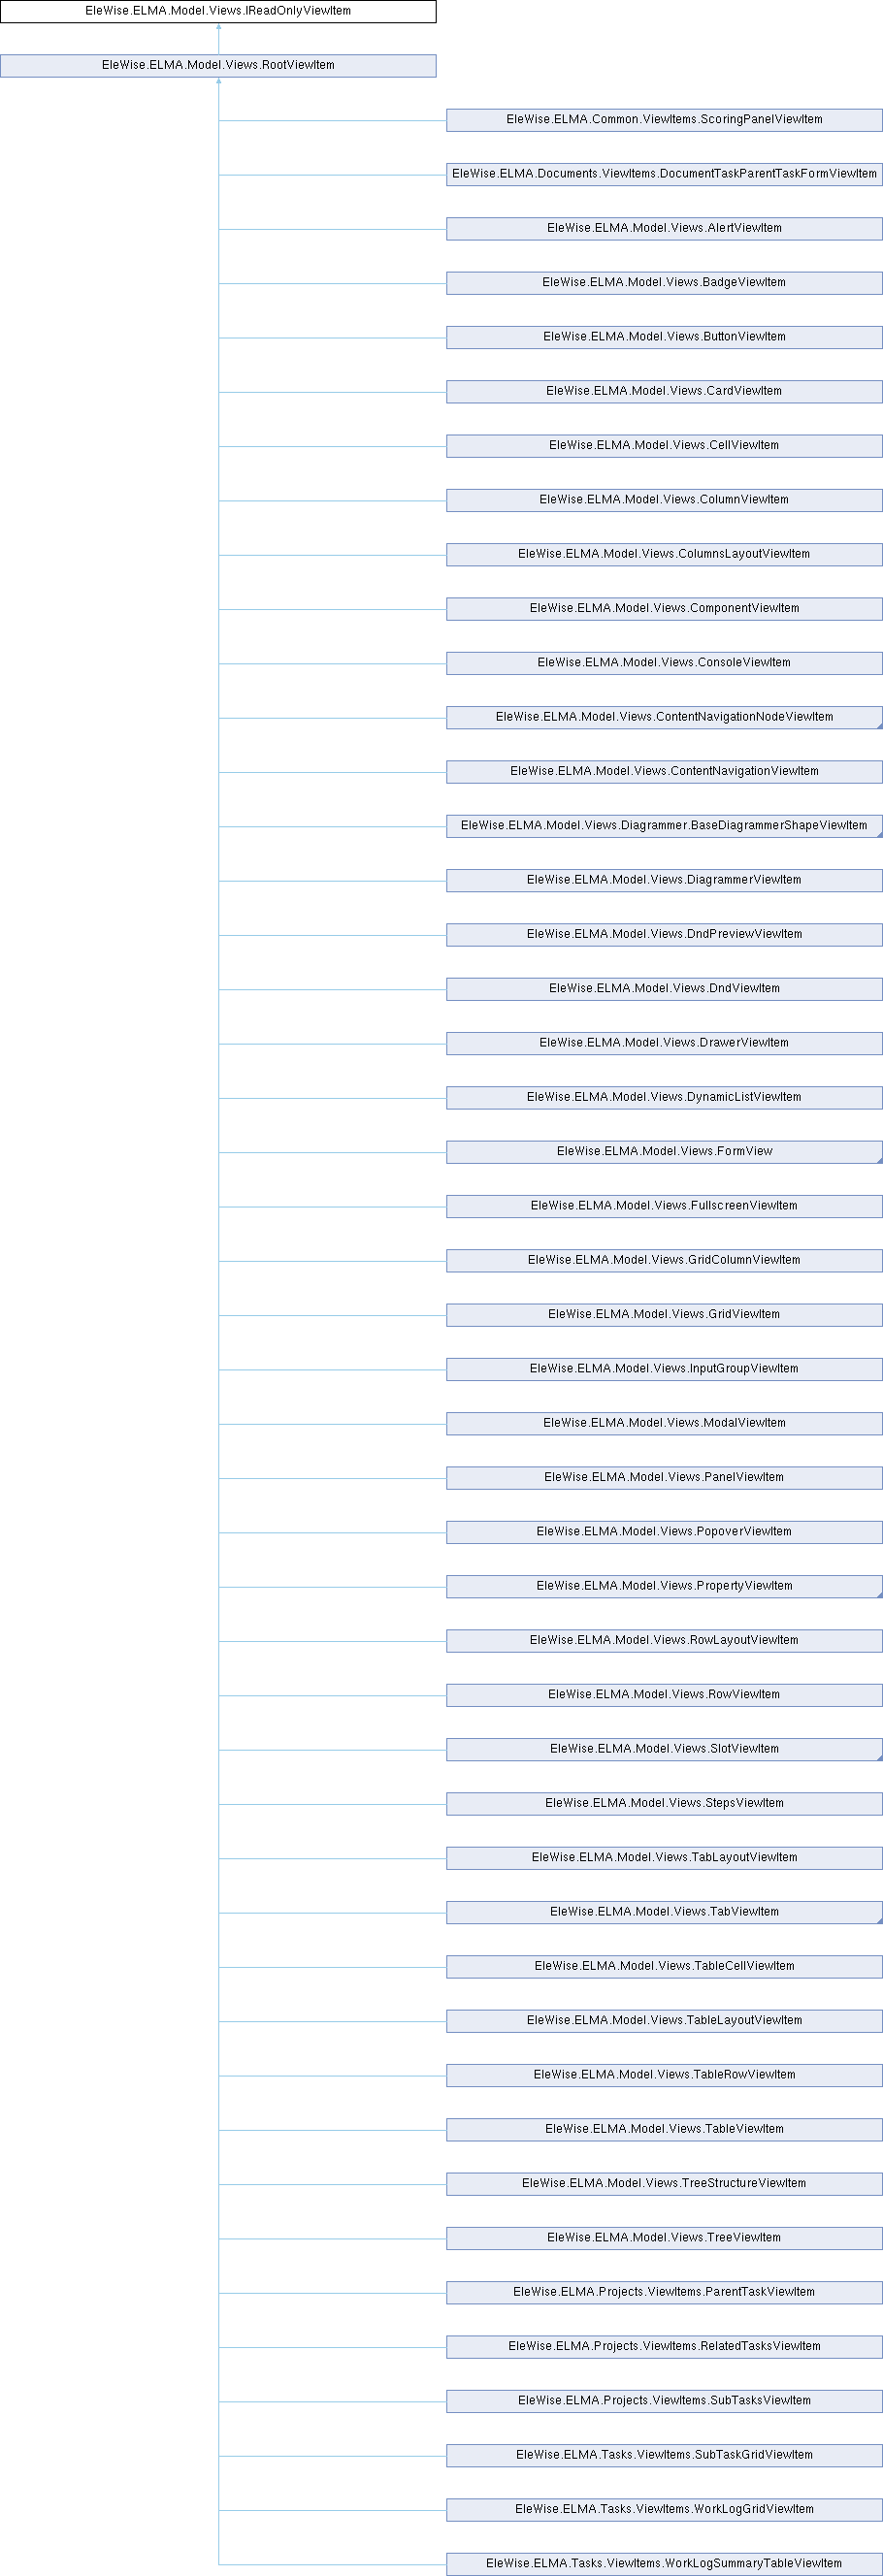 EleWise.ELMA.Model.Views.IReadOnlyViewItem
EleWise.ELMA.Model.Views.RootViewItem
EleWise.ELMA.Common.ViewItems.ScoringPanelViewItem
EleWise.ELMA.Documents.ViewItems.DocumentTaskParentTaskFormViewItem
EleWise.ELMA.Model.Views.AlertViewItem
EleWise.ELMA.Model.Views.BadgeViewItem
EleWise.ELMA.Model.Views.ButtonViewItem
EleWise.ELMA.Model.Views.CardViewItem
EleWise.ELMA.Model.Views.CellViewItem
EleWise.ELMA.Model.Views.ColumnViewItem
EleWise.ELMA.Model.Views.ColumnsLayoutViewItem
EleWise.ELMA.Model.Views.ComponentViewItem
EleWise.ELMA.Model.Views.ConsoleViewItem
EleWise.ELMA.Model.Views.ContentNavigationNodeViewItem
EleWise.ELMA.Model.Views.ContentNavigationViewItem
EleWise.ELMA.Model.Views.Diagrammer.BaseDiagrammerShapeViewItem
EleWise.ELMA.Model.Views.DiagrammerViewItem
EleWise.ELMA.Model.Views.DndPreviewViewItem
EleWise.ELMA.Model.Views.DndViewItem
EleWise.ELMA.Model.Views.DrawerViewItem
EleWise.ELMA.Model.Views.DynamicListViewItem
EleWise.ELMA.Model.Views.FormView
EleWise.ELMA.Model.Views.FullscreenViewItem
EleWise.ELMA.Model.Views.GridColumnViewItem
EleWise.ELMA.Model.Views.GridViewItem
EleWise.ELMA.Model.Views.InputGroupViewItem
EleWise.ELMA.Model.Views.ModalViewItem
EleWise.ELMA.Model.Views.PanelViewItem
EleWise.ELMA.Model.Views.PopoverViewItem
EleWise.ELMA.Model.Views.PropertyViewItem
EleWise.ELMA.Model.Views.RowLayoutViewItem
EleWise.ELMA.Model.Views.RowViewItem
EleWise.ELMA.Model.Views.SlotViewItem
EleWise.ELMA.Model.Views.StepsViewItem
EleWise.ELMA.Model.Views.TabLayoutViewItem
EleWise.ELMA.Model.Views.TabViewItem
EleWise.ELMA.Model.Views.TableCellViewItem
EleWise.ELMA.Model.Views.TableLayoutViewItem
EleWise.ELMA.Model.Views.TableRowViewItem
EleWise.ELMA.Model.Views.TableViewItem
EleWise.ELMA.Model.Views.TreeStructureViewItem
EleWise.ELMA.Model.Views.TreeViewItem
EleWise.ELMA.Projects.ViewItems.ParentTaskViewItem
EleWise.ELMA.Projects.ViewItems.RelatedTasksViewItem
EleWise.ELMA.Projects.ViewItems.SubTasksViewItem
EleWise.ELMA.Tasks.ViewItems.SubTaskGridViewItem
EleWise.ELMA.Tasks.ViewItems.WorkLogGridViewItem
EleWise.ELMA.Tasks.ViewItems.WorkLogSummaryTableViewItem